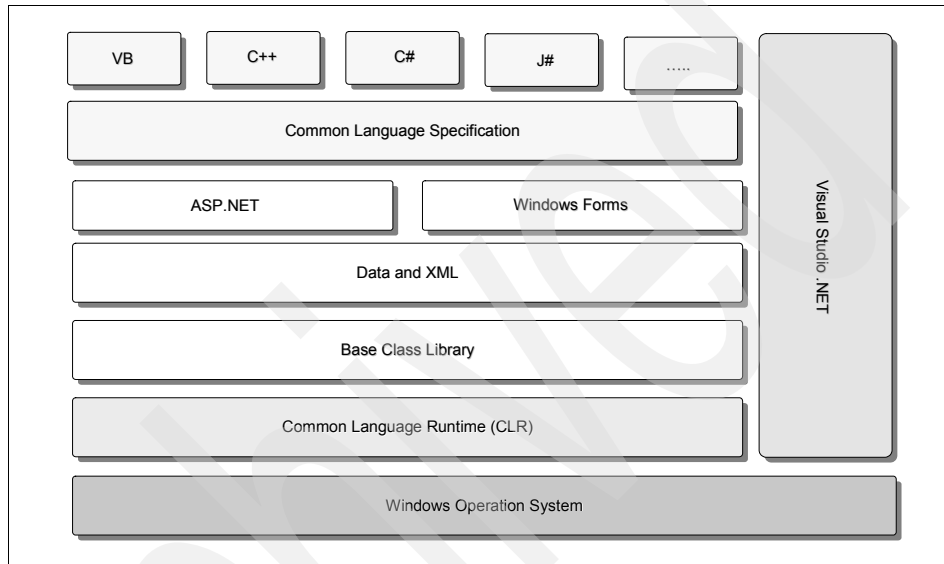 VB
C++
C#
J#
.....
Common Language Specification
ASP.NET
Windows Forms
Data and XML
Base Class Library
Common Language Runtime (CLR)
Windows Operation System
Visual Studio .NET
hived